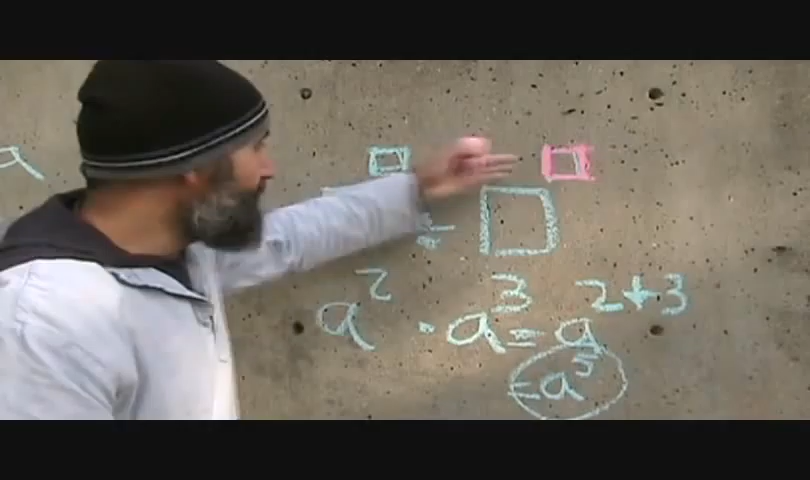 a
a² · a³ = a²⁺³
= a⁵